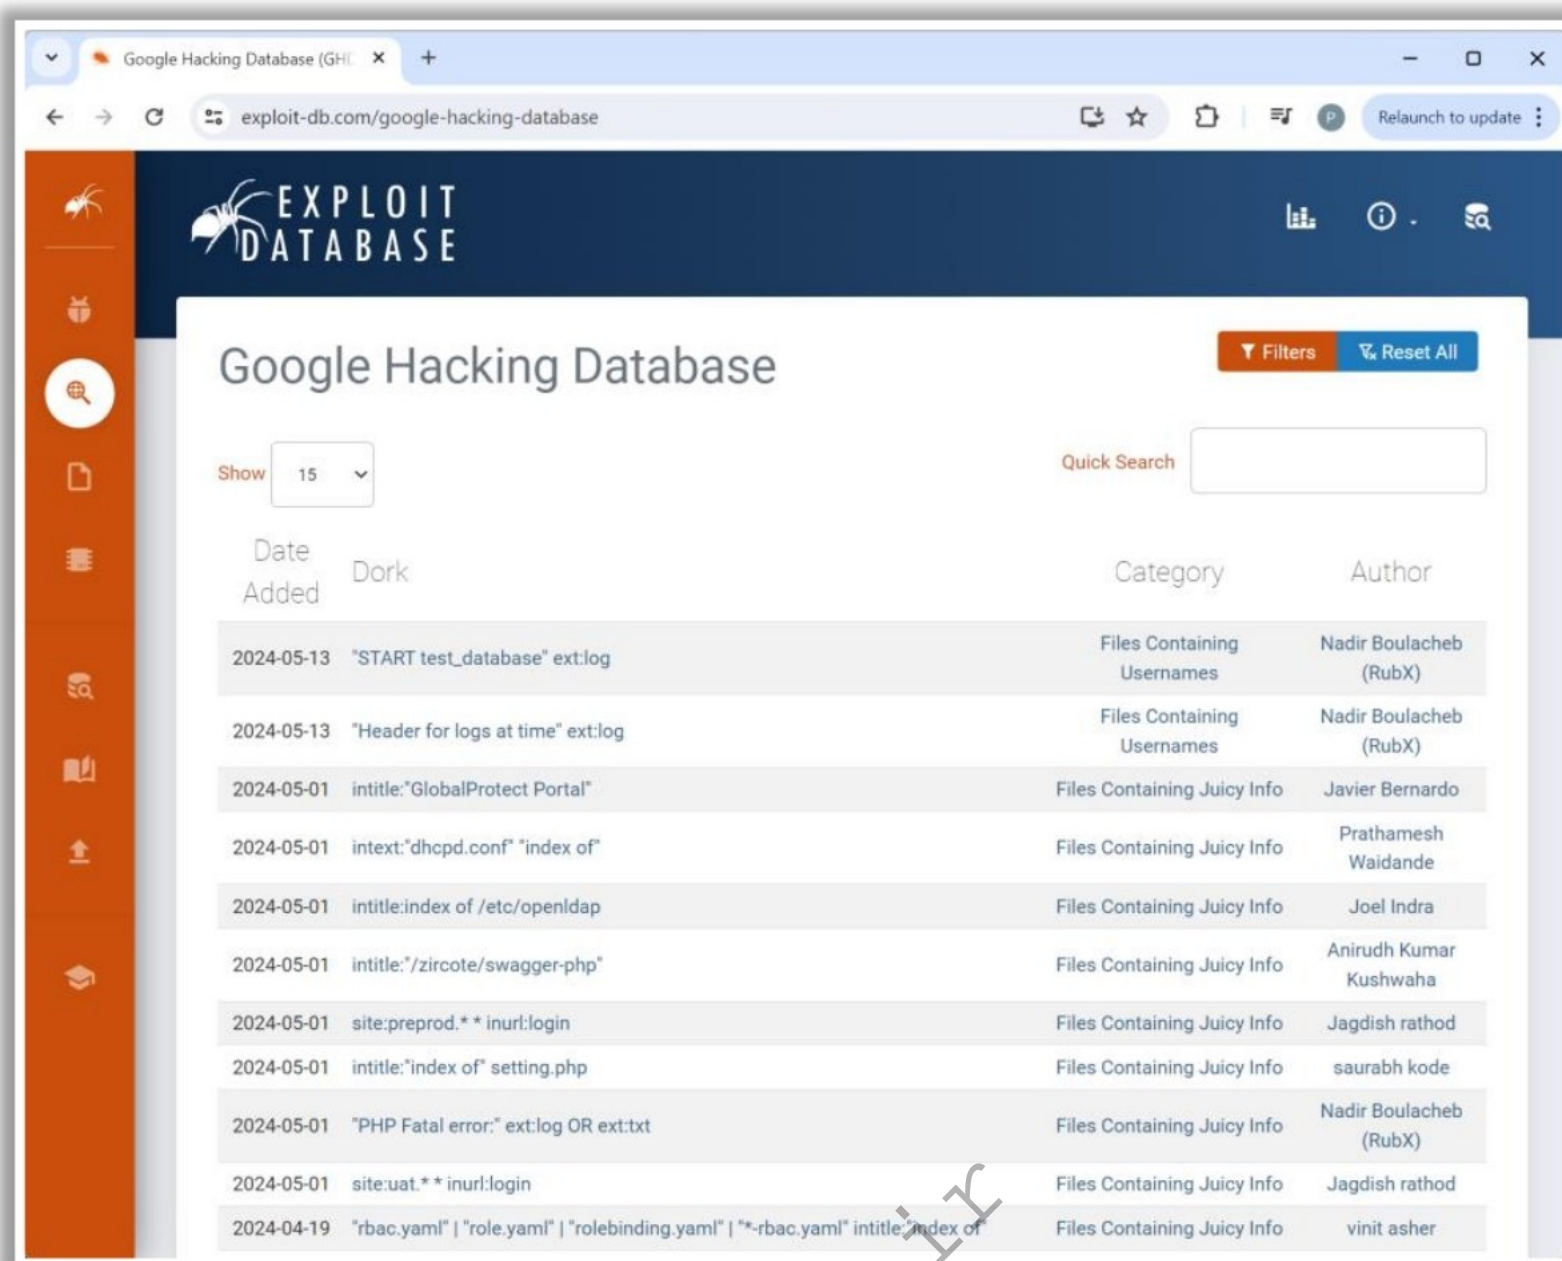 Google Hacking Database (GH
exploit-db.com/google-hacking-database
P
Relaunch to update
EXPLOIT
DATABASE
Google Hacking Database
Filters
Reset All
Show 15
Quick Search
Date Added Dork Category Author
2024-05-13 "START test_database" ext:log Files Containing Usernames Nadir Boulacheb (RubX)
2024-05-13 "Header for logs at time" ext:log Files Containing Usernames Nadir Boulacheb (RubX)
2024-05-01 intitle:"GlobalProtect Portal" Files Containing Juicy Info Javier Bernardo
2024-05-01 intext:"dhcpd.conf" "index of" Files Containing Juicy Info Prathamesh Waidande
2024-05-01 intitle:index of /etc/openldap Files Containing Juicy Info Joel Indra
2024-05-01 intitle:"/zircote/swagger-php" Files Containing Juicy Info Anirudh Kumar Kushwaha
2024-05-01 site:preprod.* * inurl:login Files Containing Juicy Info Jagdish rathod
2024-05-01 intitle:"index of" setting.php Files Containing Juicy Info saurabh kode
2024-05-01 "PHP Fatal error:" ext:log OR ext:txt Files Containing Juicy Info Nadir Boulacheb (RubX)
2024-05-01 site:uat.* * inurl:login Files Containing Juicy Info Jagdish rathod
2024-04-19 "rbac.yaml" | "role.yaml" | "rolebinding.yaml" | "*-rbac.yaml" intitle:"index of" Files Containing Juicy Info vinit asher
ir